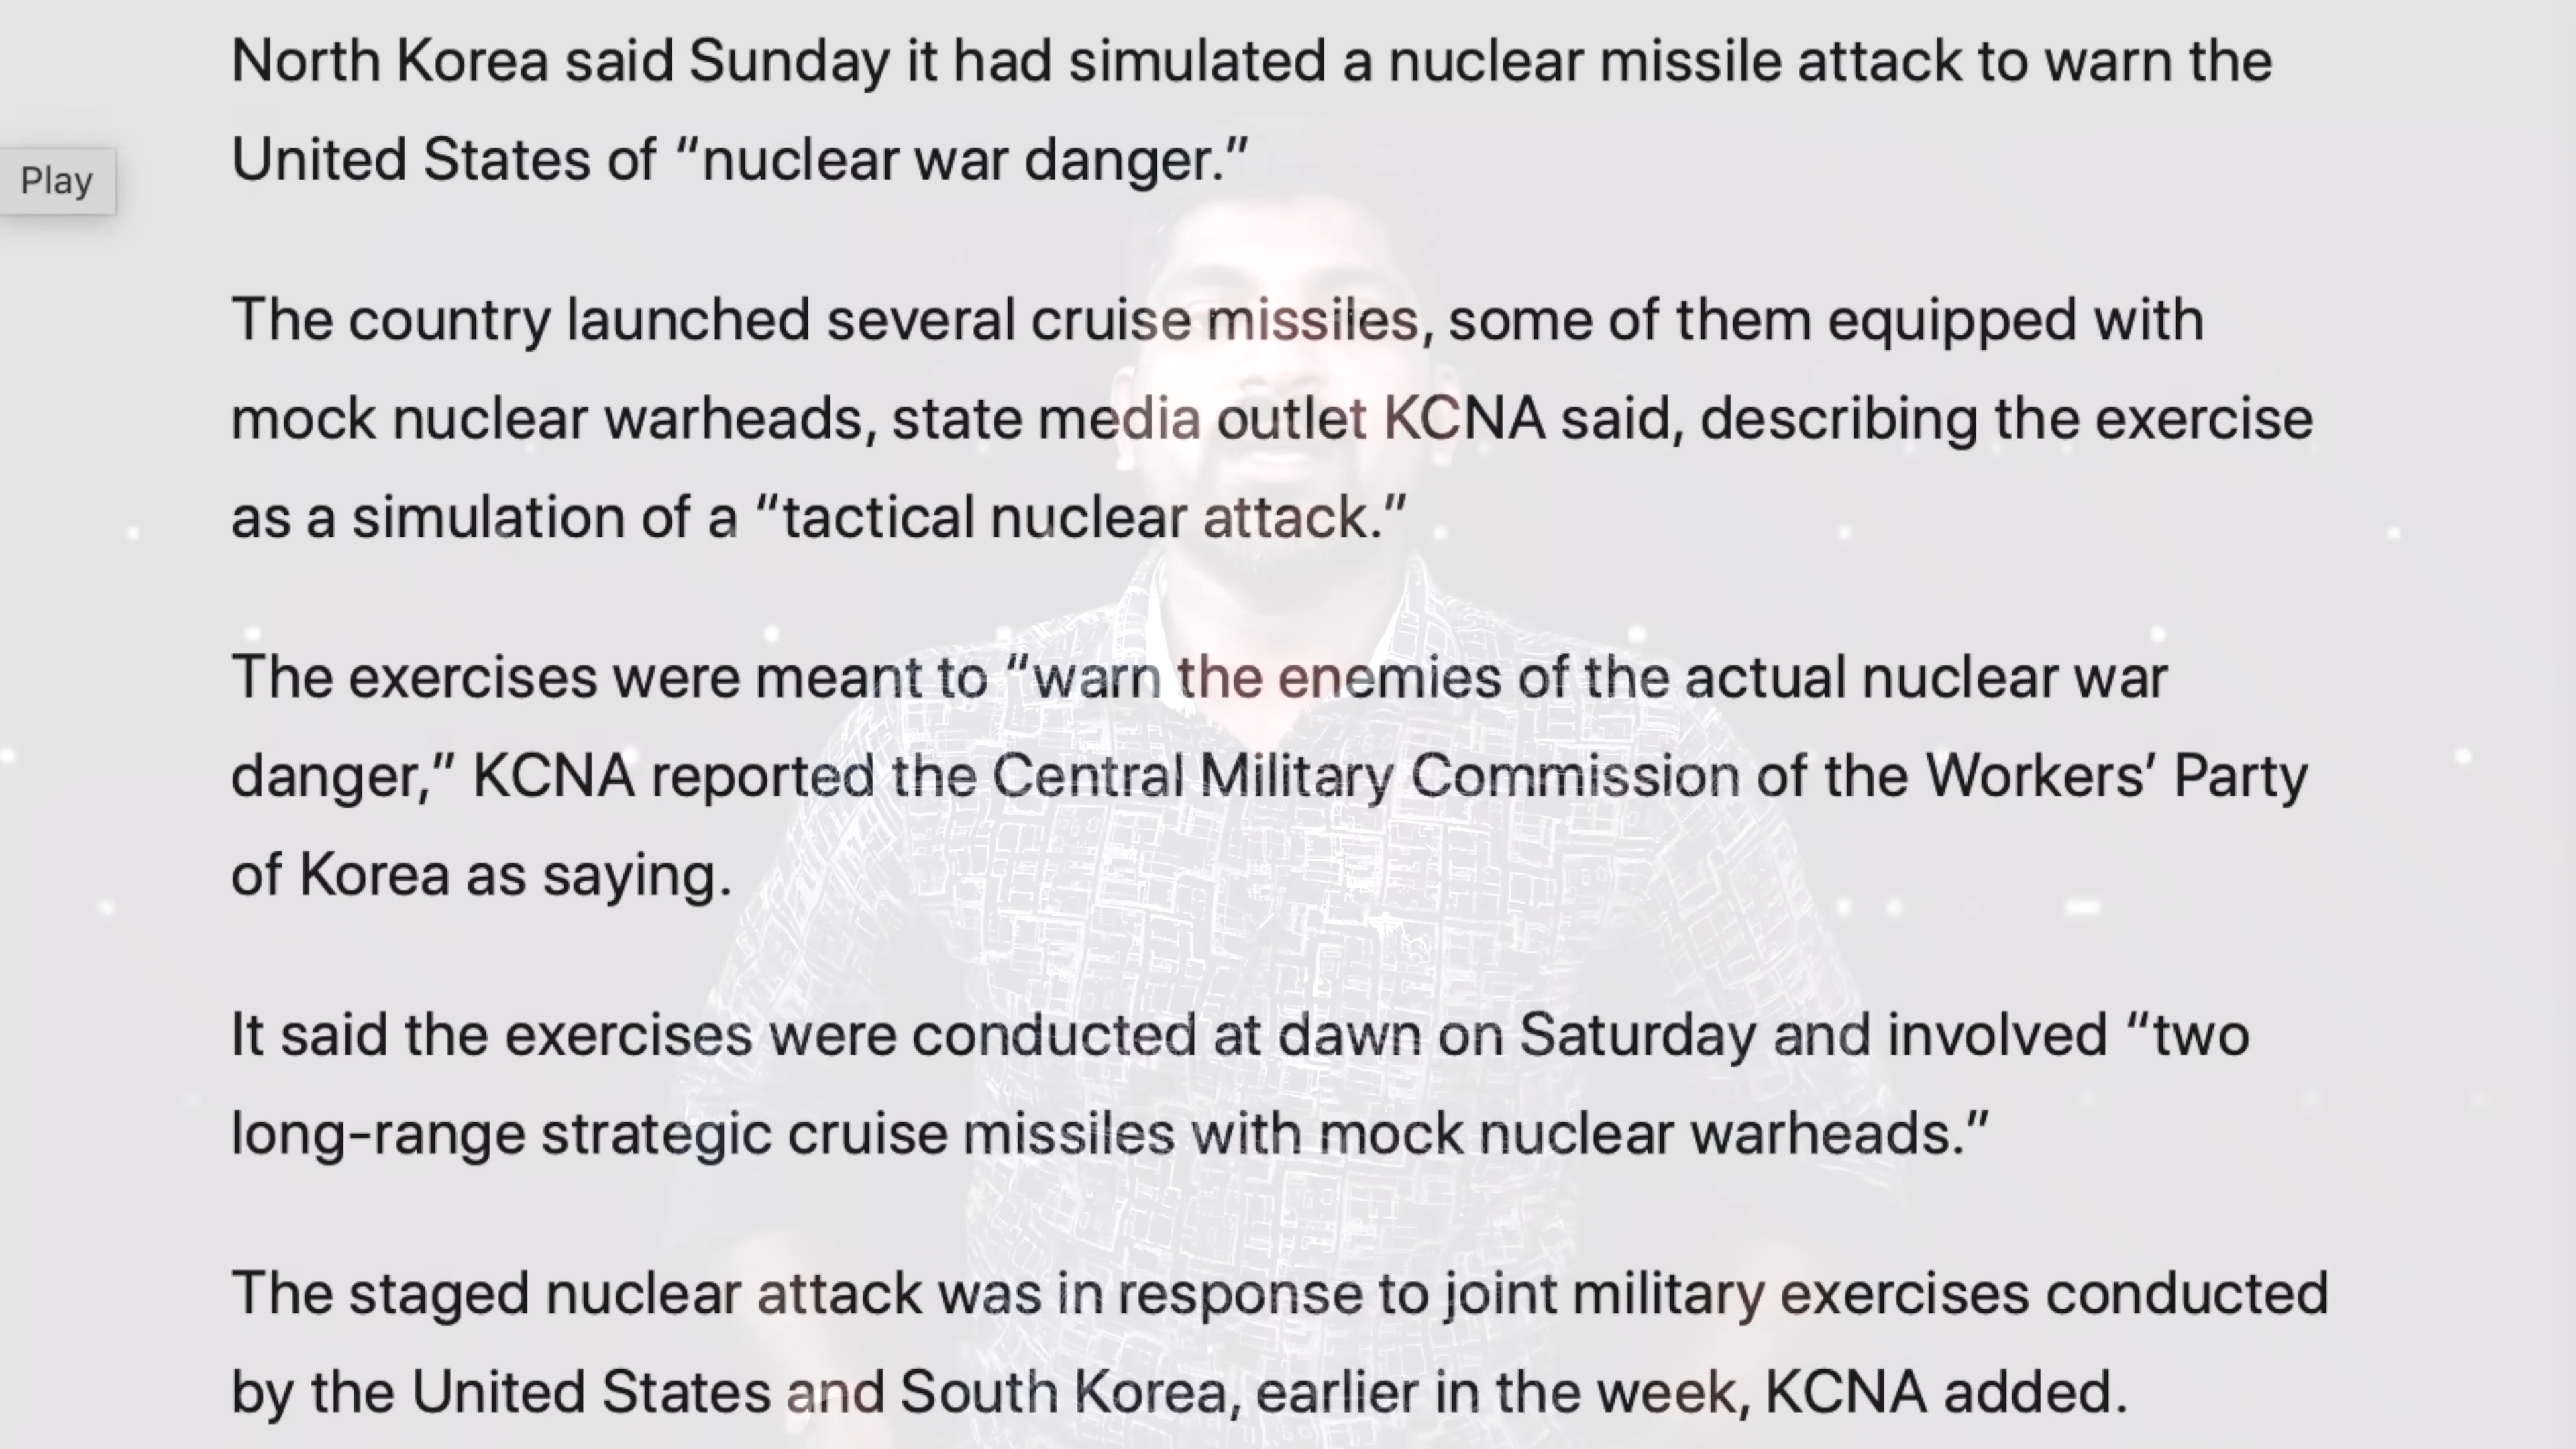 North Korea said Sunday it had simulated a nuclear missile attack to warn the
United States of “nuclear war danger.”
Play
The country launched several cruise missiles, some of them equipped with
mock nuclear warheads, state media outlet KCNA said, describing the exercise
as a simulation of a “tactical nuclear attack.”
The exercises were meant to “warn the enemies of the actual nuclear war
danger,” KCNA reported the Central Military Commission of the Workers’ Party
of Korea as saying.
It said the exercises were conducted at dawn on Saturday and involved “two
long-range strategic cruise missiles with mock nuclear warheads.”
The staged nuclear attack was in response to joint military exercises conducted
by the United States and South Korea, earlier in the week, KCNA added.